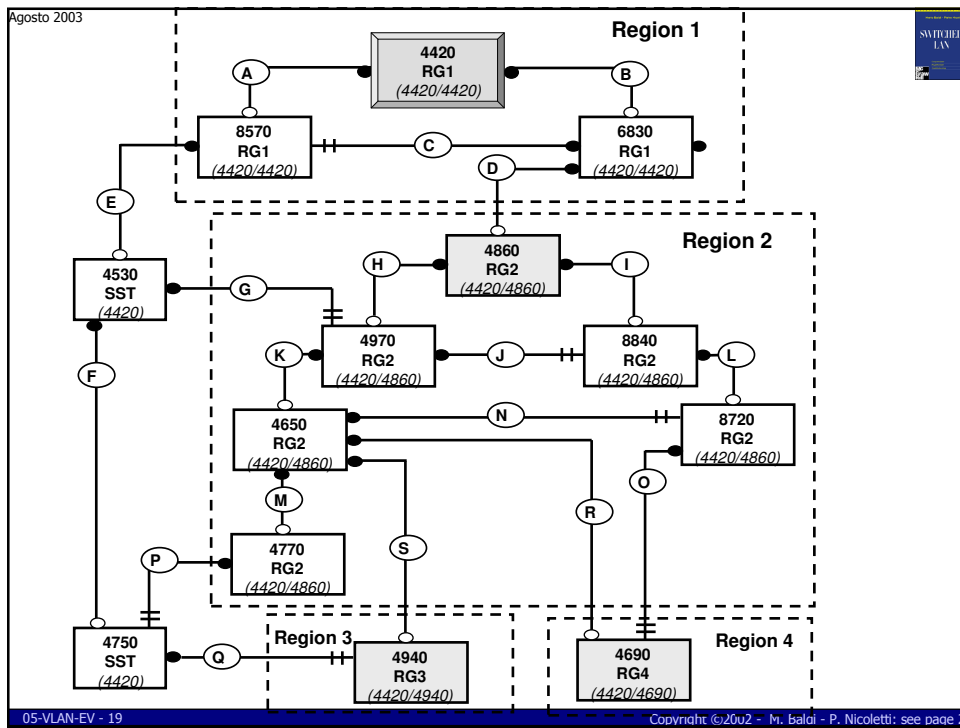 Agosto 2003
Region 1
SWITCHED
LAN
4420
RG1
(4420/4420)
A
B
8570
RG1
(4420/4420)
C
6830
RG1
(4420/4420)
D
E
Region 2
4860
RG2
(4420/4860)
H
I
4530
SST
(4420)
G
4970
RG2
(4420/4860)
J
8840
RG2
(4420/4860)
K
L
F
4650
RG2
(4420/4860)
N
8720
RG2
(4420/4860)
M
O
R
S
4770
RG2
(4420/4860)
P
4750
SST
(4420)
Q
Region 3
4940
RG3
(4420/4940)
Region 4
4690
RG4
(4420/4690)
05-VLAN-EV - 19
Copyright ©2002 - M. Baldi - P. Nicoletti: see page 2